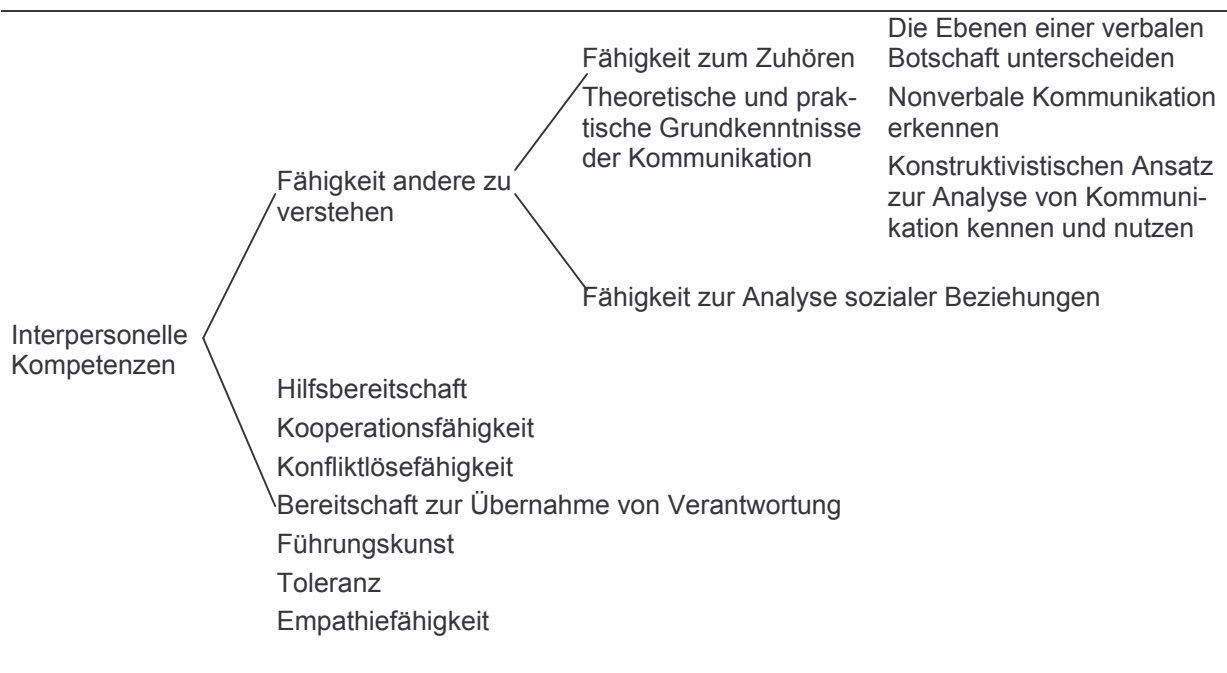 Interpersonelle
Kompetenzen
Fähigkeit andere zu
verstehen
Fähigkeit zum Zuhören
Theoretische und prak-
tische Grundkenntnisse
der Kommunikation
Die Ebenen einer verbalen
Botschaft unterscheiden
Nonverbale Kommunikation
erkennen
Konstruktivistischen Ansatz
zur Analyse von Kommuni-
kation kennen und nutzen
Fähigkeit zur Analyse sozialer Beziehungen
Hilfsbereitschaft
Kooperationsfähigkeit
Konfliktlösefähigkeit
Bereitschaft zur Übernahme von Verantwortung
Führungskunst
Toleranz
Empathiefähigkeit